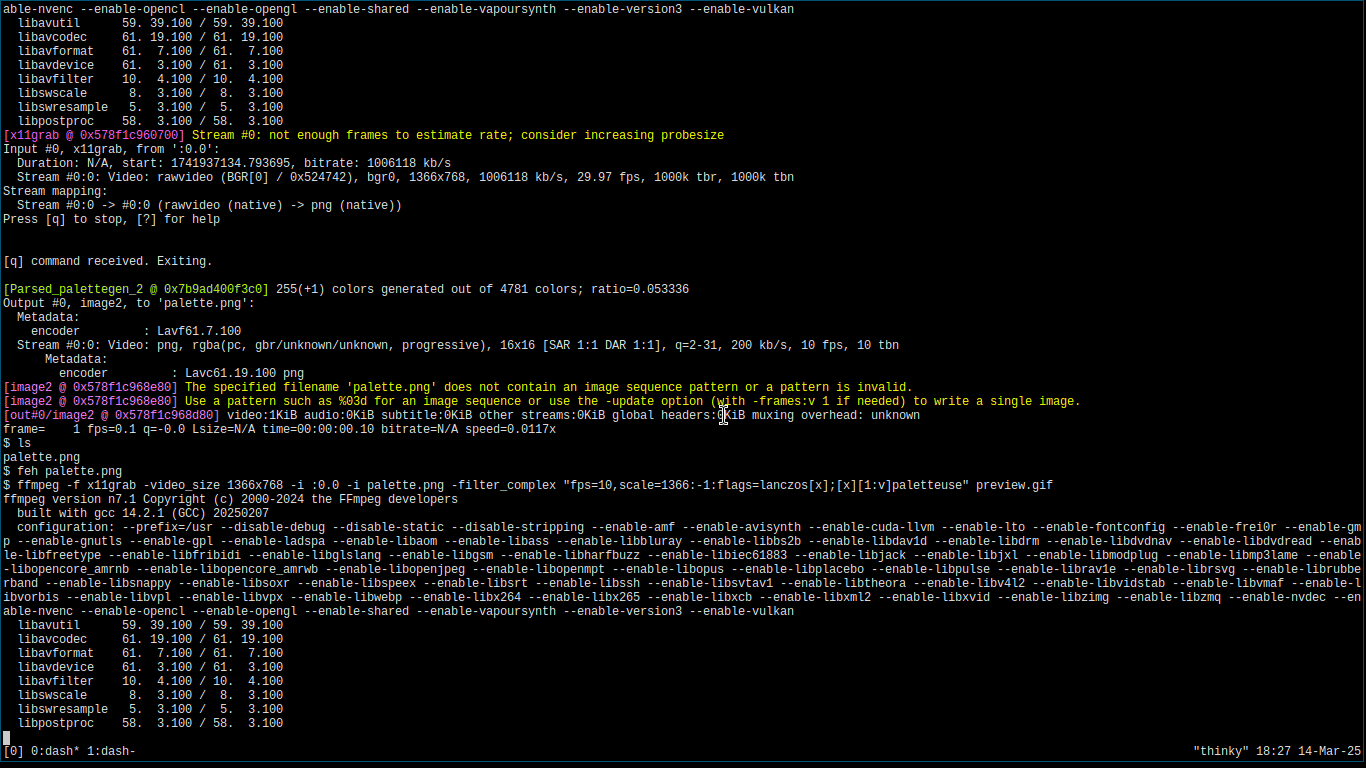 able-nvenc --enable-opencl --enable-opengl --enable-shared --enable-vapoursynth --enable-version3 --enable-vulkan
  libavutil      59. 39.100 / 59. 39.100
  libavcodec     61. 19.100 / 61. 19.100
  libavformat    61.  7.100 / 61.  7.100
  libavdevice    61.  3.100 / 61.  3.100
  libavfilter    10.  4.100 / 10.  4.100
  libswscale      8.  3.100 /  8.  3.100
  libswresample   5.  3.100 /  5.  3.100
  libpostproc    58.  3.100 / 58.  3.100
[x11grab @ 0x578f1c960700] Stream #0: not enough frames to estimate rate; consider increasing probesize
Input #0, x11grab, from ':0.0':
  Duration: N/A, start: 1741937134.793695, bitrate: 1006118 kb/s
  Stream #0:0: Video: rawvideo (BGR[0] / 0x524742), bgr0, 1366x768, 1006118 kb/s, 29.97 fps, 1000k tbr, 1000k tbn
Stream mapping:
  Stream #0:0 -> #0:0 (rawvideo (native) -> png (native))
Press [q] to stop, [?] for help
[q] command received. Exiting.
[Parsed_palettegen_2 @ 0x7b9ad400f3c0] 255(+1) colors generated out of 4781 colors; ratio=0.053336
Output #0, image2, to 'palette.png':
  Metadata:
    encoder         : Lavf61.7.100
  Stream #0:0: Video: png, rgba(pc, gbr/unknown/unknown, progressive), 16x16 [SAR 1:1 DAR 1:1], q=2-31, 200 kb/s, 10 fps, 10 tbn
      Metadata:
        encoder         : Lavc61.19.100 png
[image2 @ 0x578f1c968e80] The specified filename 'palette.png' does not contain an image sequence pattern or a pattern is invalid.
[image2 @ 0x578f1c968e80] Use a pattern such as %03d for an image sequence or use the -update option (with -frames:v 1 if needed) to write a single image.
[out#0/image2 @ 0x578f1c968d80] video:1KiB audio:0KiB subtitle:0KiB other streams:0KiB global headers:0KiB muxing overhead: unknown
frame=    1 fps=0.1 q=-0.0 Lsize=N/A time=00:00:00.10 bitrate=N/A speed=0.0117x
$ ls
palette.png
$ feh palette.png
$ ffmpeg -f x11grab -video_size 1366x768 -i :0.0 -i palette.png -filter_complex "fps=10,scale=1366:-1:flags=lanczos[x];[x][1:v]paletteuse" preview.gif
ffmpeg version n7.1 Copyright (c) 2000-2024 the FFmpeg developers
  built with gcc 14.2.1 (GCC) 20250207
  configuration: --prefix=/usr --disable-debug --disable-static --disable-stripping --enable-amf --enable-avisynth --enable-cuda-llvm --enable-lto --enable-fontconfig --enable-frei0r --enable-gm
p --enable-gnutls --enable-gpl --enable-ladspa --enable-libaom --enable-libass --enable-libbluray --enable-libbs2b --enable-libdav1d --enable-libdrm --enable-libdvdnav --enable-libdvdread --enab
le-libfreetype --enable-libfribidi --enable-libglslang --enable-libgsm --enable-libharfbuzz --enable-libiec61883 --enable-libjack --enable-libjxl --enable-libmodplug --enable-libmp3lame --enable
-libopencore_amrnb --enable-libopencore_amrwb --enable-libopenjpeg --enable-libopenmpt --enable-libopus --enable-libplacebo --enable-libpulse --enable-librav1e --enable-librsvg --enable-librubbe
rband --enable-libsnappy --enable-libsoxr --enable-libspeex --enable-libsrt --enable-libssh --enable-libsvtav1 --enable-libtheora --enable-libv4l2 --enable-libvidstab --enable-libvmaf --enable-l
ibvorbis --enable-libvpl --enable-libvpx --enable-libwebp --enable-libx264 --enable-libx265 --enable-libxcb --enable-libxml2 --enable-libxvid --enable-libzimg --enable-libzmq --enable-nvdec --en
able-nvenc --enable-opencl --enable-opengl --enable-shared --enable-vapoursynth --enable-version3 --enable-vulkan
  libavutil      59. 39.100 / 59. 39.100
  libavcodec     61. 19.100 / 61. 19.100
  libavformat    61.  7.100 / 61.  7.100
  libavdevice    61.  3.100 / 61.  3.100
  libavfilter    10.  4.100 / 10.  4.100
  libswscale      8.  3.100 /  8.  3.100
  libswresample   5.  3.100 /  5.  3.100
  libpostproc    58.  3.100 / 58.  3.100
[0] 0:dash* 1:dash- "thinky" 18:27 14-Mar-25